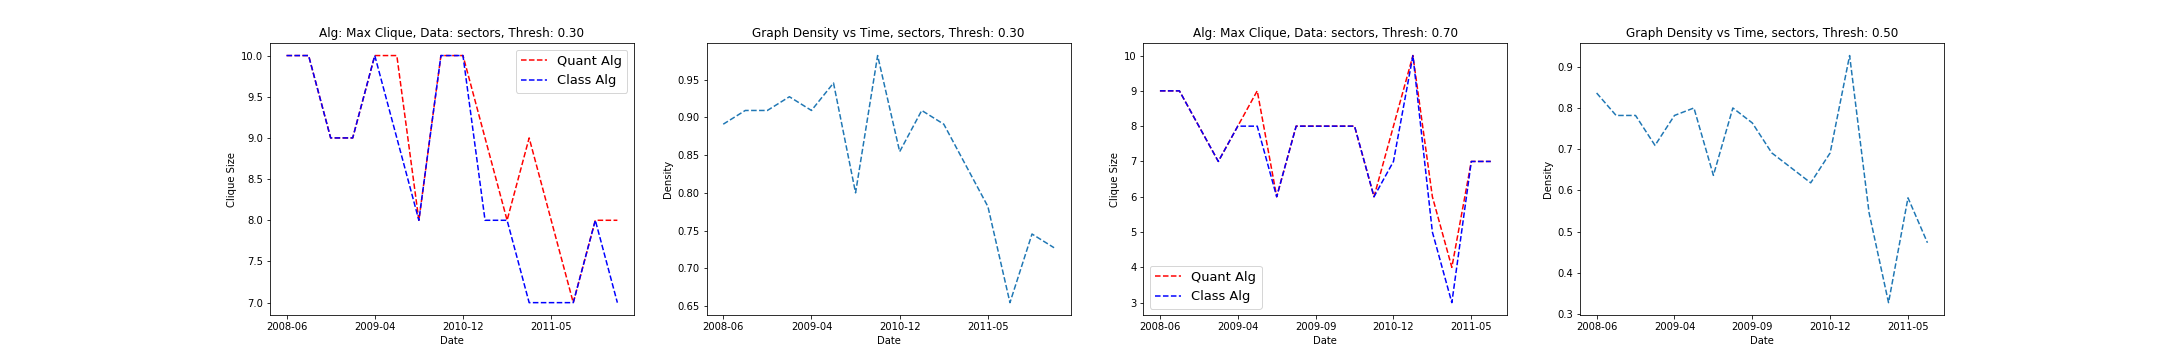 Alg: Max Clique, Data: sectors, Thresh: 0.30
Quant Alg
Class Alg
10.0
9.5
9.0
8.5
8.0
7.5
7.0
Clique Size
2008-06
2009-04
2010-12
2011-05
Date
Graph Density vs Time, sectors, Thresh: 0.30
0.95
0.90
0.85
0.80
0.75
0.70
0.65
Density
2008-06
2009-04
2010-12
2011-05
Date
Alg: Max Clique, Data: sectors, Thresh: 0.70
10
9
8
7
6
5
4
3
Clique Size
Quant Alg
Class Alg
2008-06
2009-04
2009-09
2010-12
2011-05
Date
Graph Density vs Time, sectors, Thresh: 0.50
0.9
0.8
0.7
0.6
0.5
0.4
0.3
Density
2008-06
2009-04
2009-09
2010-12
2011-05
Date